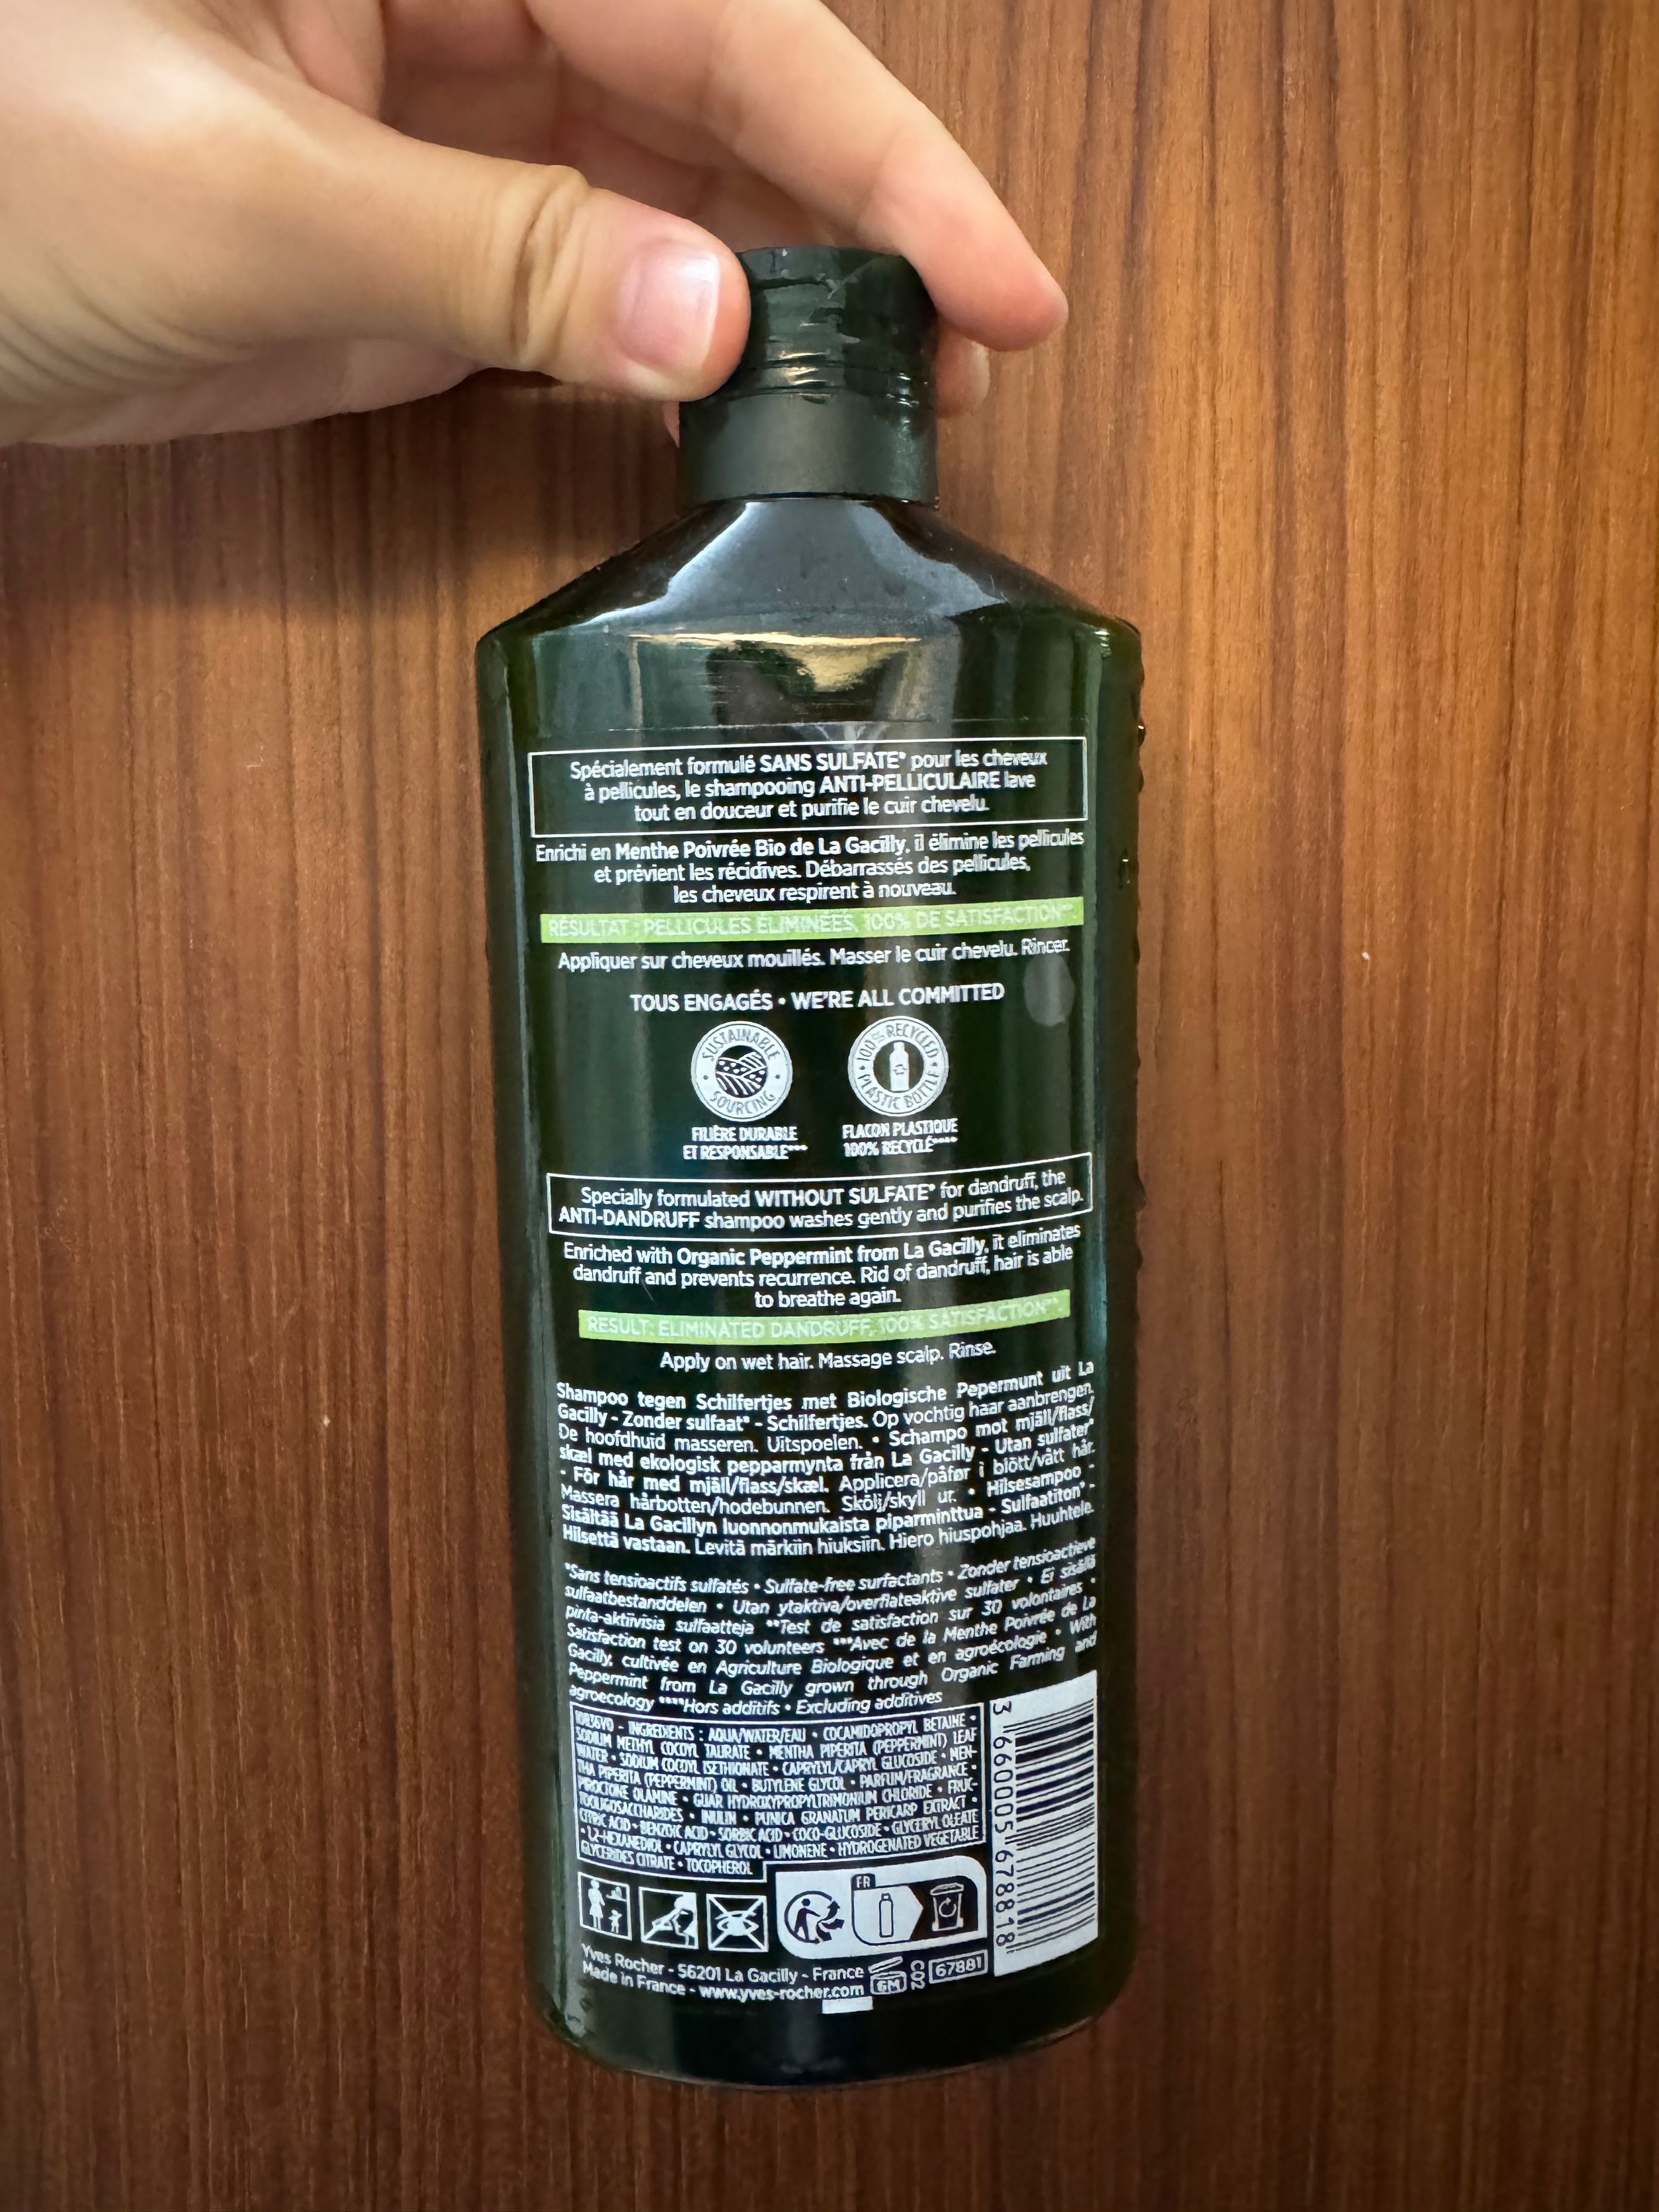 Spécialement formulé SANS SULFATE* pour les cheveux
à pellicules, le shampooing ANTI-PELLICULAIRE lave
tout en douceur et purifie le cuir chevelu.
Enrichi en Menthe Poivrée Bio de La Gacilly, il élimine les pellicules
et prévient les récidives. Débarrassés des pellicules,
les cheveux respirent à nouveau.
RÉSULTAT : PELLICULES ÉLIMINÉES, 100% DE SATISFACTION**.
Appliquer sur cheveux mouillés. Masser le cuir chevelu. Rincer.
TOUS ENGAGÉS • WE'RE ALL COMMITTED
SUSTAINABLE
SOURCING
100% RECYCLED
PLASTIC BOTTLE
FILIÈRE DURABLE
ET RESPONSABLE***
FLACON PLASTIQUE
100% RECYCLÉ****
Specially formulated WITHOUT SULFATE* for dandruff, the
ANTI-DANDRUFF shampoo washes gently and purifies the scalp.
Enriched with Organic Peppermint from La Gacilly, it eliminates
dandruff and prevents recurrence. Rid of dandruff, hair is able
to breathe again.
RESULT: ELIMINATED DANDRUFF, 100% SATISFACTION**.
Apply on wet hair. Massage scalp. Rinse.
Shampoo tegen Schilfertjes met Biologische Pepermunt uit La
Gacilly - Zonder sulfaat* - Schilfertjes. Op vochtig haar aanbrengen.
De hoofdhuid masseren. Uitspoelen. • Schampo mot mjäll/flass/
skæl med ekologisk pepparmynta från La Gacilly - Utan sulfater*
- För hår med mjäll/flass/skæl. Applicera/påfør i blött/vått hår.
Massera hårbotten/hodebunnen. Skölj/skyll ur. • Hilsesampoo -
Sisältää La Gacillyn luonnonmukaista piparminttua - Sulfaatiton* -
Hilsettä vastaan. Levitä märkiin hiuksiin. Hiero hiuspohjaa. Huuhtele.
*Sans tensioactifs sulfatés • Sulfate-free surfactants • Zonder tensioactieve
sulfaatbestanddelen • Utan ytaktiva/overflateaktive sulfater • Ei sisällä
pinta-aktiivisia sulfaatteja **Test de satisfaction sur 30 volontaires •
Satisfaction test on 30 volunteers ***Avec de la Menthe Poivrée de La
Gacilly, cultivée en Agriculture Biologique et en agroécologie • With
Peppermint from La Gacilly grown through Organic Farming and
agroecology ****Hors additifs • Excluding additives
INGREDIENTS : AQUA/WATER/EAU • COCAMIDOPROPYL BETAINE •
SODIUM METHYL COCOYL TAURATE • MENTHA PIPERITA (PEPPERMINT) LEAF
WATER • SODIUM COCOYL ISETHIONATE • CAPRYLYL/CAPRYL GLUCOSIDE • MEN-
THA PIPERITA (PEPPERMINT) OIL • BUTYLENE GLYCOL • PARFUM/FRAGRANCE •
PIROCTONE OLAMINE • GUAR HYDROXYPROPYLTRIMONIUM CHLORIDE • FRUC-
TOOLIGOSACCHARIDES • INULIN • PUNICA GRANATUM PERICARP EXTRACT •
CITRIC ACID • BENZOIC ACID • SORBIC ACID • COCO-GLUCOSIDE • GLYCERYL OLEATE
• 1,2-HEXANEDIOL • CAPRYLYL GLYCOL • LIMONENE • HYDROGENATED VEGETABLE
GLYCERIDES CITRATE • TOCOPHEROL
3 660005 678818
FR
Yves Rocher - 56201 La Gacilly - France
Made in France - www.yves-rocher.com
6M
67881